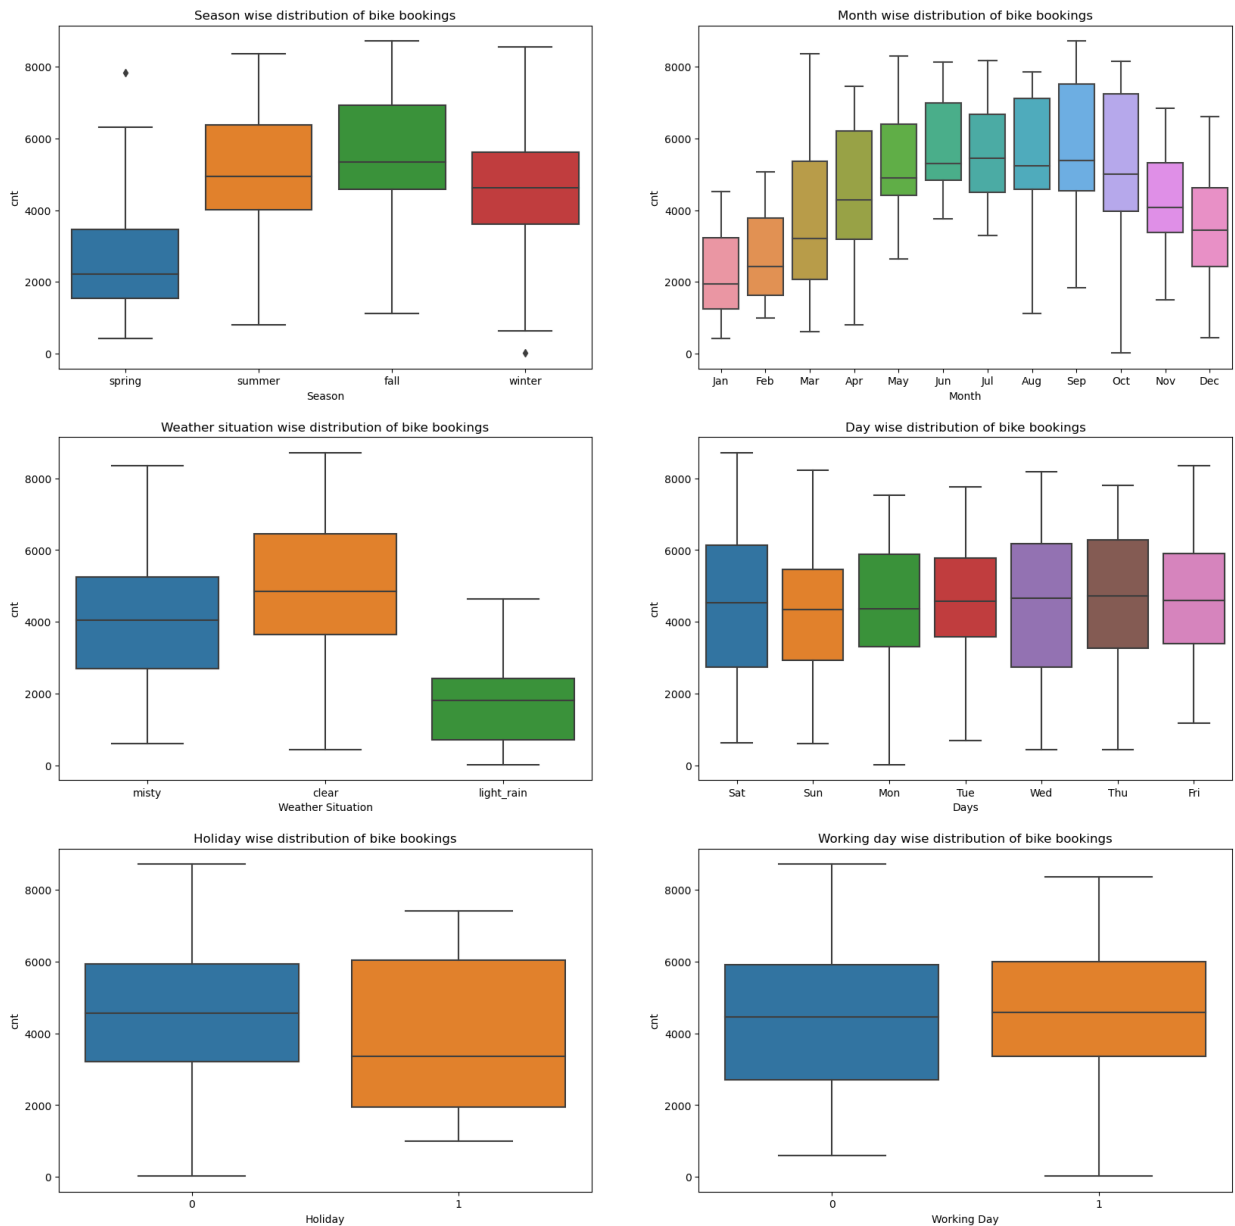 Season wise distribution of bike bookings
8000
6000
4000
2000
0
cnt
spring summer fall winter
Season
Month wise distribution of bike bookings
8000
6000
4000
2000
0
cnt
Jan Feb Mar Apr May Jun Jul Aug Sep Oct Nov Dec
Month
Weather situation wise distribution of bike bookings
8000
6000
4000
2000
0
cnt
misty clear light_rain
Weather Situation
Day wise distribution of bike bookings
8000
6000
4000
2000
0
cnt
Sat Sun Mon Tue Wed Thu Fri
Days
Holiday wise distribution of bike bookings
8000
6000
4000
2000
0
cnt
0 1
Holiday
Working day wise distribution of bike bookings
8000
6000
4000
2000
0
cnt
0 1
Working Day